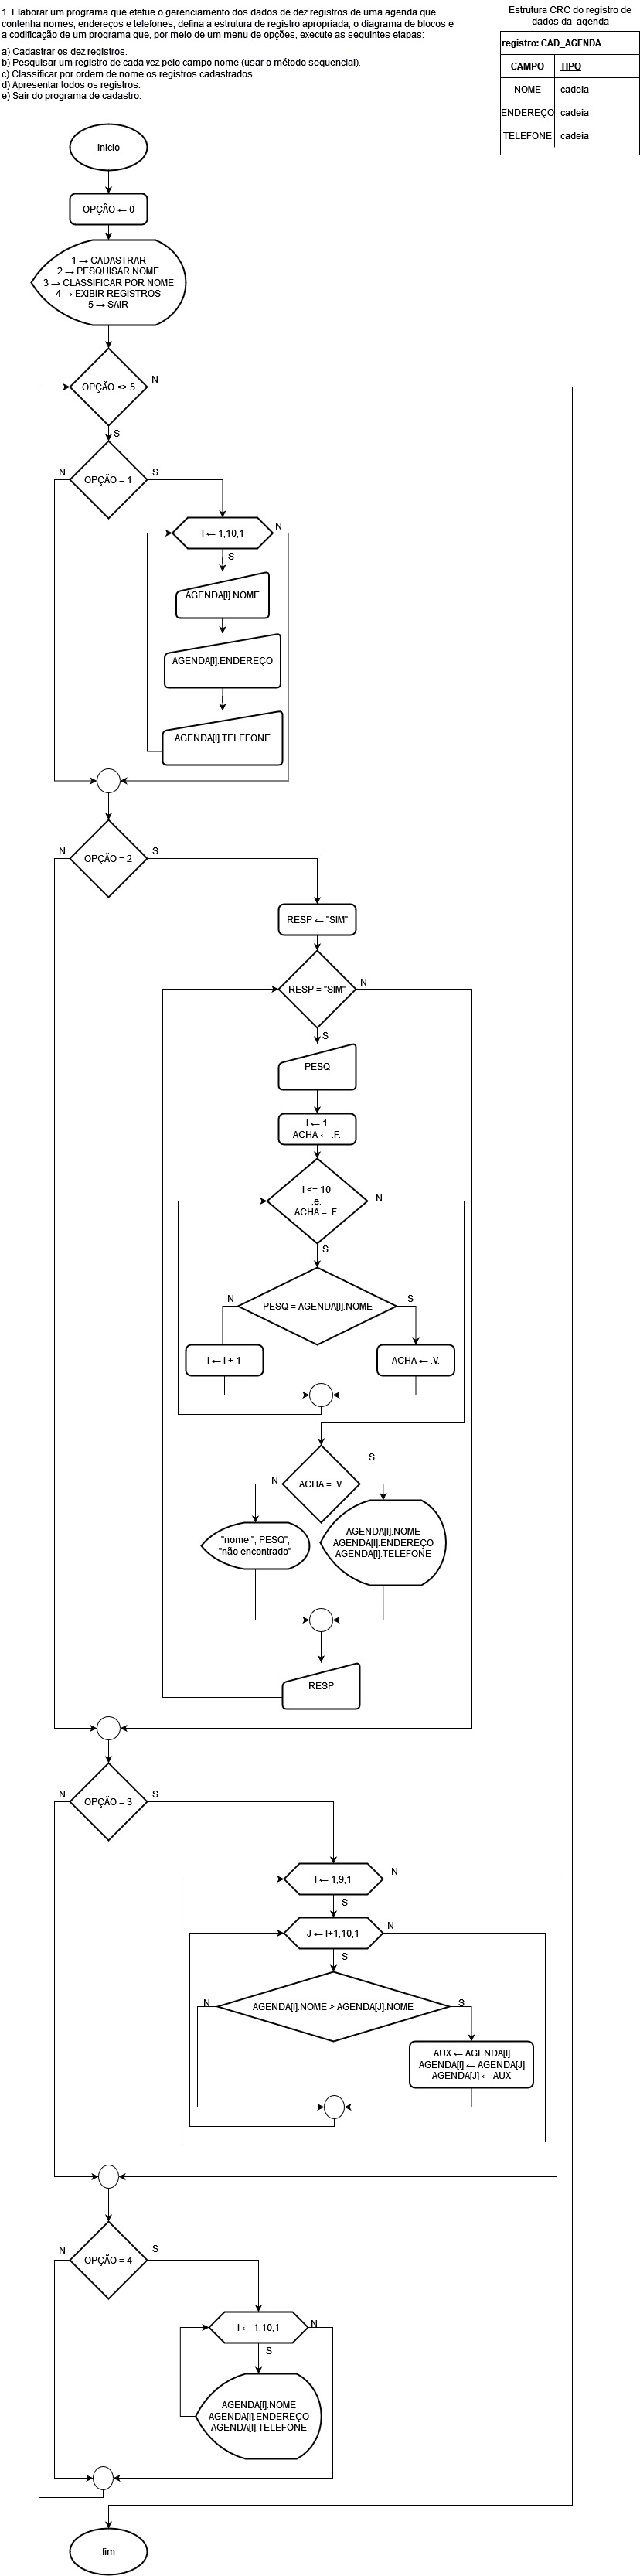 1. Elaborar um programa que efetue o gerenciamento dos dados de dez registros de uma agenda que
contenha nomes, endereços e telefones, defina a estrutura de registro apropriada, o diagrama de blocos e
a codificação de um programa que, por meio de um menu de opções, execute as seguintes etapas:
a) Cadastrar os dez registros.
b) Pesquisar um registro de cada vez pelo campo nome (usar o método sequencial).
c) Classificar por ordem de nome os registros cadastrados.
d) Apresentar todos os registros.
e) Sair do programa de cadastro.
Estrutura CRC do registro de
dados da agenda
registro: CAD_AGENDA
CAMPO TIPO
NOME cadeia
ENDEREÇO cadeia
TELEFONE cadeia
inicio
OPÇÃO ← 0
1 → CADASTRAR
2 → PESQUISAR NOME
3 → CLASSIFICAR POR NOME
4 → EXIBIR REGISTROS
5 → SAIR
OPÇÃO <> 5
N
S
OPÇÃO = 1
N
S
I ← 1,10,1
N
S
AGENDA[I].NOME
AGENDA[I].ENDEREÇO
AGENDA[I].TELEFONE
OPÇÃO = 2
N
S
RESP ← "SIM"
RESP = "SIM"
N
S
PESQ
I ← 1
ACHA ← .F.
I <= 10
.e.
ACHA = .F.
N
S
PESQ = AGENDA[I].NOME
N
S
I ← I + 1
ACHA ← .V.
ACHA = .V.
N
S
"nome ", PESQ",
"não encontrado"
AGENDA[I].NOME
AGENDA[I].ENDEREÇO
AGENDA[I].TELEFONE
RESP
OPÇÃO = 3
N
S
I ← 1,9,1
N
S
J ← I+1,10,1
N
S
AGENDA[I].NOME > AGENDA[J].NOME
N
S
AUX ← AGENDA[I]
AGENDA[I] ← AGENDA[J]
AGENDA[J] ← AUX
OPÇÃO = 4
N
S
I ← 1,10,1
N
S
AGENDA[I].NOME
AGENDA[I].ENDEREÇO
AGENDA[I].TELEFONE
fim